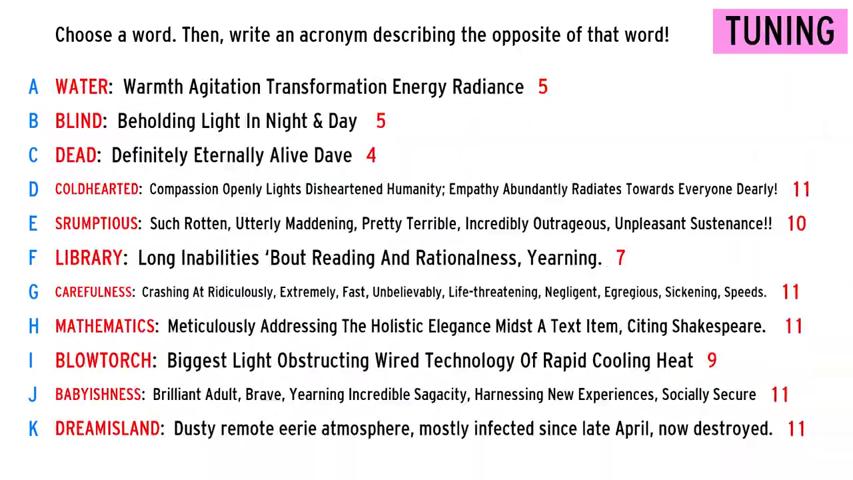 Choose a word. Then, write an acronym describing the opposite of that word!
TUNING
A WATER: Warmth Agitation Transformation Energy Radiance 5
B BLIND: Beholding Light In Night & Day 5
C DEAD: Definitely Eternally Alive Dave 4
D COLDHEARTED: Compassion Openly Lights Disheartened Humanity; Empathy Abundantly Radiates Towards Everyone Dearly! 11
E SRUMPTIOUS: Such Rotten, Utterly Maddening, Pretty Terrible, Incredibly Outrageous, Unpleasant Sustenance!! 10
F LIBRARY: Long Inabilities ‘Bout Reading And Rationalness, Yearning. 7
G CAREFULNESS: Crashing At Ridiculously, Extremely, Fast, Unbelievably, Life-threatening, Negligent, Egregious, Sickening, Speeds. 11
H MATHEMATICS: Meticulously Addressing The Holistic Elegance Midst A Text Item, Citing Shakespeare. 11
I BLOWTORCH: Biggest Light Obstructing Wired Technology Of Rapid Cooling Heat 9
J BABYISHNESS: Brilliant Adult, Brave, Yearning Incredible Sagacity, Harnessing New Experiences, Socially Secure 11
K DREAMISLAND: Dusty remote eerie atmosphere, mostly infected since late April, now destroyed. 11